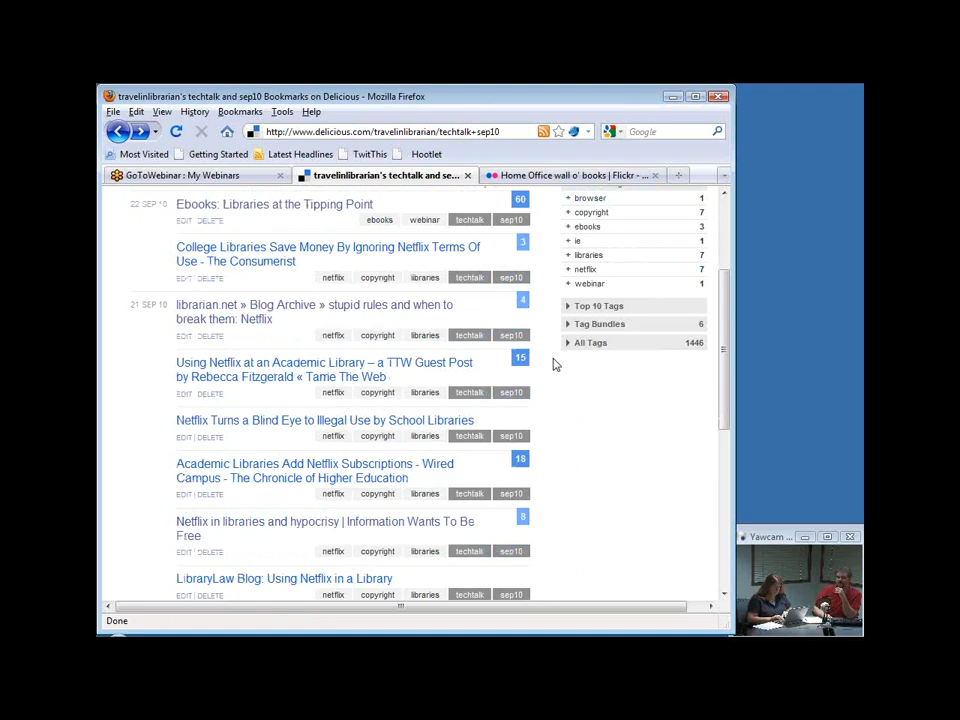 travelinlibrarian's techtalk and sep10 Bookmarks on Delicious - Mozilla Firefox
File Edit View History Bookmarks Tools Help
http://www.delicious.com/travelinlibrarian/techtalk+sep10
Google
Most Visited Getting Started Latest Headlines TwitThis Hootlet
GoToWebinar : My Webinars
travelinlibrarian's techtalk and se...
Home Office wall o' books | Flickr - ...
22 SEP 10 Ebooks: Libraries at the Tipping Point 60
EDIT | DELETE ebooks webinar techtalk sep10
College Libraries Save Money By Ignoring Netflix Terms Of 3
Use - The Consumerist
EDIT | DELETE netflix copyright libraries techtalk sep10
21 SEP 10 librarian.net » Blog Archive » stupid rules and when to 4
break them: Netflix
EDIT | DELETE netflix copyright libraries techtalk sep10
Using Netflix at an Academic Library – a TTW Guest Post 15
by Rebecca Fitzgerald « Tame The Web
EDIT | DELETE netflix copyright libraries techtalk sep10
Netflix Turns a Blind Eye to Illegal Use by School Libraries
EDIT | DELETE netflix copyright libraries techtalk sep10
Academic Libraries Add Netflix Subscriptions - Wired 18
Campus - The Chronicle of Higher Education
EDIT | DELETE netflix copyright libraries techtalk sep10
Netflix in libraries and hypocrisy | Information Wants To Be 8
Free
EDIT | DELETE netflix copyright libraries techtalk sep10
LibraryLaw Blog: Using Netflix in a Library
EDIT | DELETE netflix copyright libraries techtalk sep10
+ browser 1
+ copyright 7
+ ebooks 3
+ ie 1
+ libraries 7
+ netflix 7
+ webinar 1
Top 10 Tags
Tag Bundles 6
All Tags 1446
Done
Yawcam ...